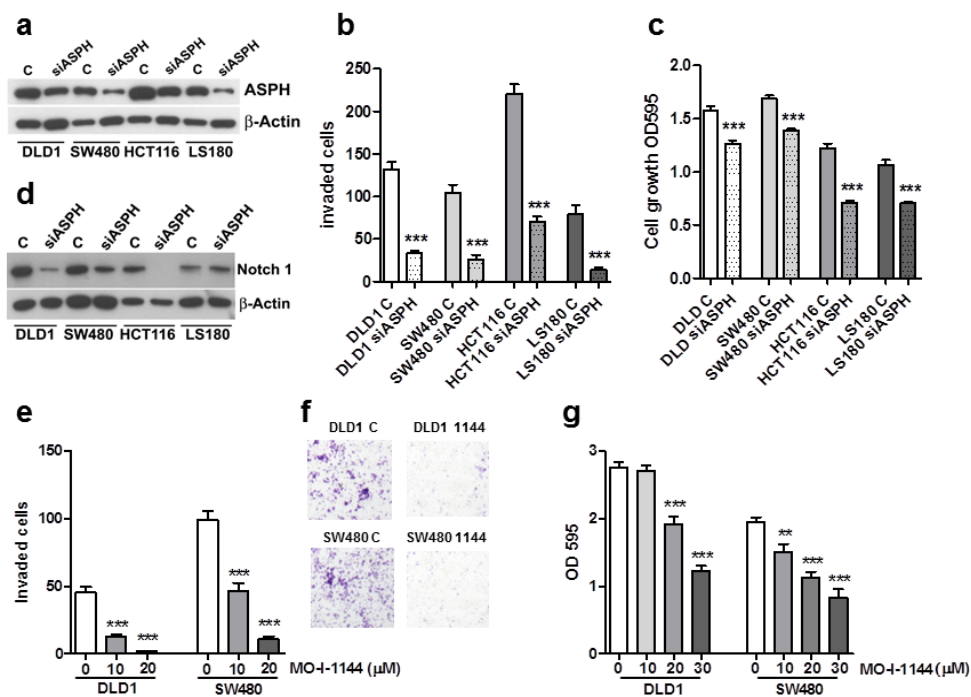 a
C siASPH C siASPH C siASPH C siASPH
ASPH
β-Actin
DLD1 SW480 HCT116 LS180
b
250
200
150
100
50
0
invaded cells
*** *** *** ***
DLD1 C
DLD1 siASPH
SW480 C
SW480 siASPH
HCT116 C
HCT116 siASPH
LS180 C
LS180 siASPH
c
2.0
1.5
1.0
0.5
0.0
Cell growth OD595
*** *** *** ***
DLD C
DLD siASPH
SW480 C
SW480 siASPH
HCT116 C
HCT116 siASPH
LS180 C
LS180 siASPH
d
C siASPH C siASPH C siASPH C siASPH
Notch 1
β-Actin
DLD1 SW480 HCT116 LS180
e
150
100
50
0
Invaded cells
*** *** *** ***
0 10 20 0 10 20 MO-I-1144 (μM)
DLD1 SW480
f
DLD1 C DLD1 1144
SW480 C SW480 1144
g
3
2
1
0
OD 595
*** *** ** *** ***
0 10 20 30 0 10 20 30
MO-I-1144 (μM)
DLD1 SW480